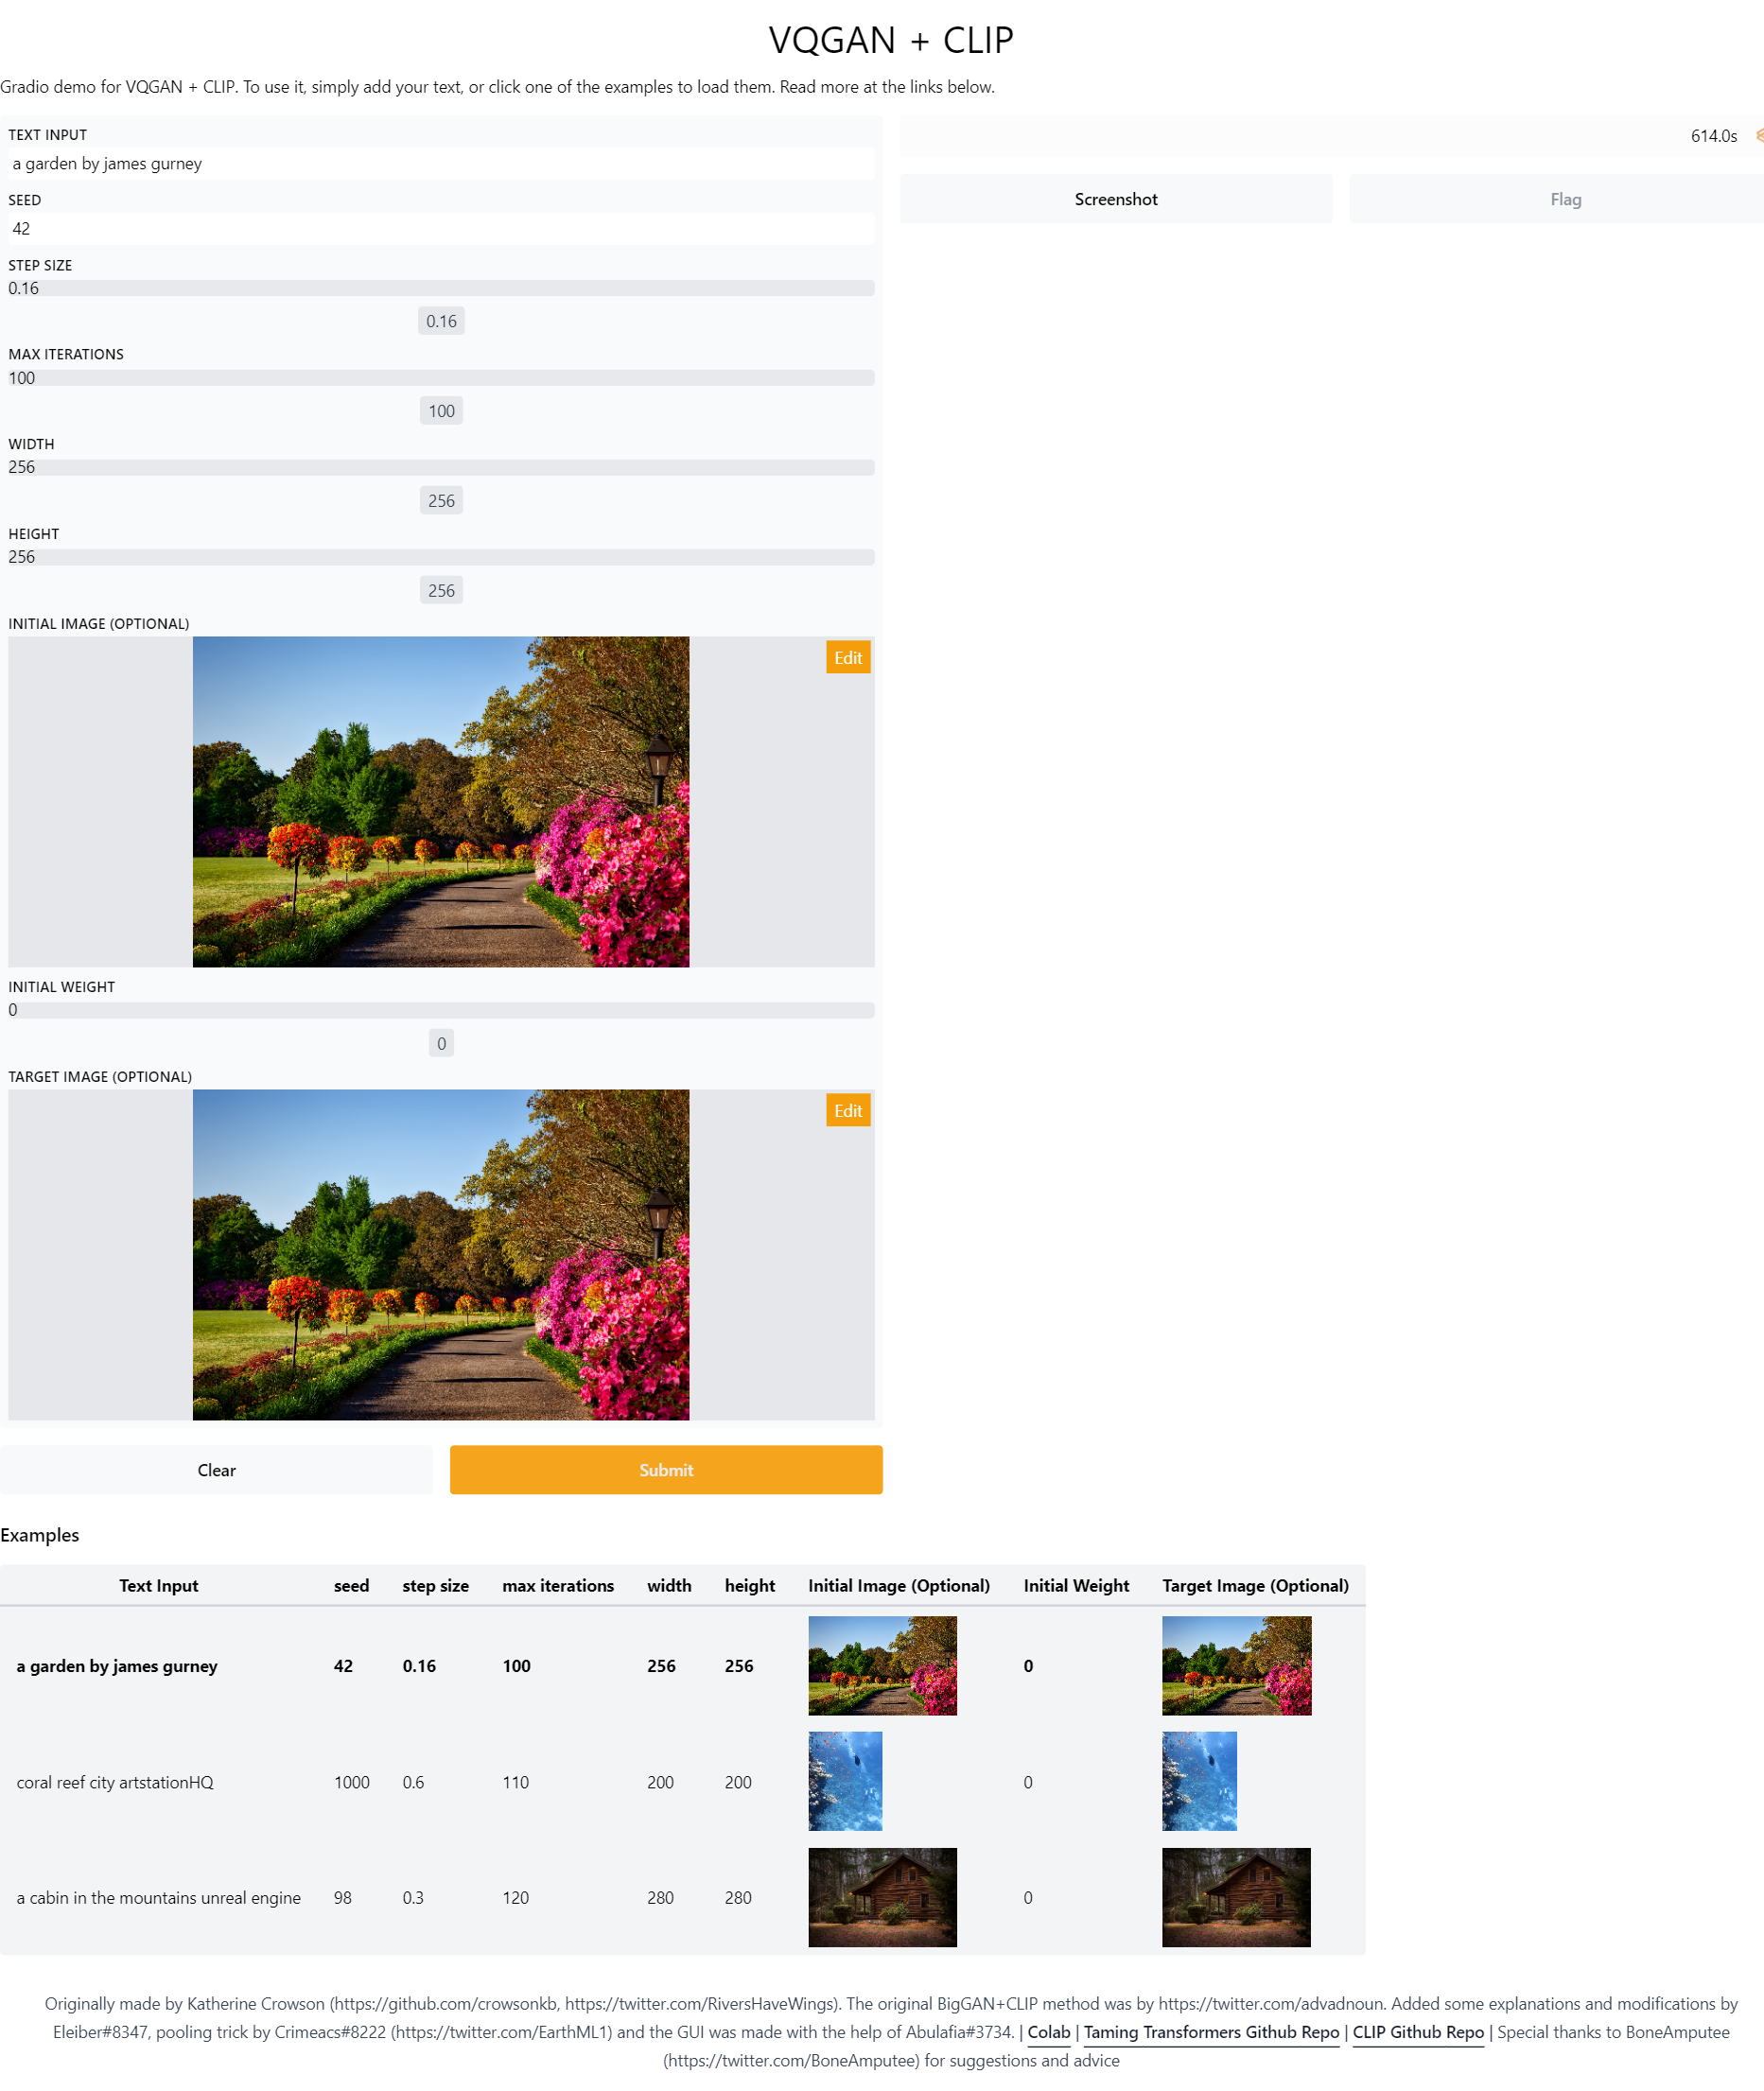 VQGAN + CLIP
Gradio demo for VQGAN + CLIP. To use it, simply add your text, or click one of the examples to load them. Read more at the links below.
TEXT INPUT
a garden by james gurney
SEED
42
STEP SIZE
0.16
0.16
MAX ITERATIONS
100
100
WIDTH
256
256
HEIGHT
256
256
INITIAL IMAGE (OPTIONAL)
Edit
INITIAL WEIGHT
0
0
TARGET IMAGE (OPTIONAL)
Edit
Clear Submit
614.0s
Screenshot Flag
Examples
Text Input seed step size max iterations width height Initial Image (Optional) Initial Weight Target Image (Optional)
a garden by james gurney 42 0.16 100 256 256 0
coral reef city artstationHQ 1000 0.6 110 200 200 0
a cabin in the mountains unreal engine 98 0.3 120 280 280 0
Originally made by Katherine Crowson (https://github.com/crowsonkb, https://twitter.com/RiversHaveWings). The original BigGAN+CLIP method was by https://twitter.com/advadnoun. Added some explanations and modifications by
Eleiber#8347, pooling trick by Crimeacs#8222 (https://twitter.com/EarthML1) and the GUI was made with the help of Abulafia#3734. | Colab | Taming Transformers Github Repo | CLIP Github Repo | Special thanks to BoneAmputee
(https://twitter.com/BoneAmputee) for suggestions and advice